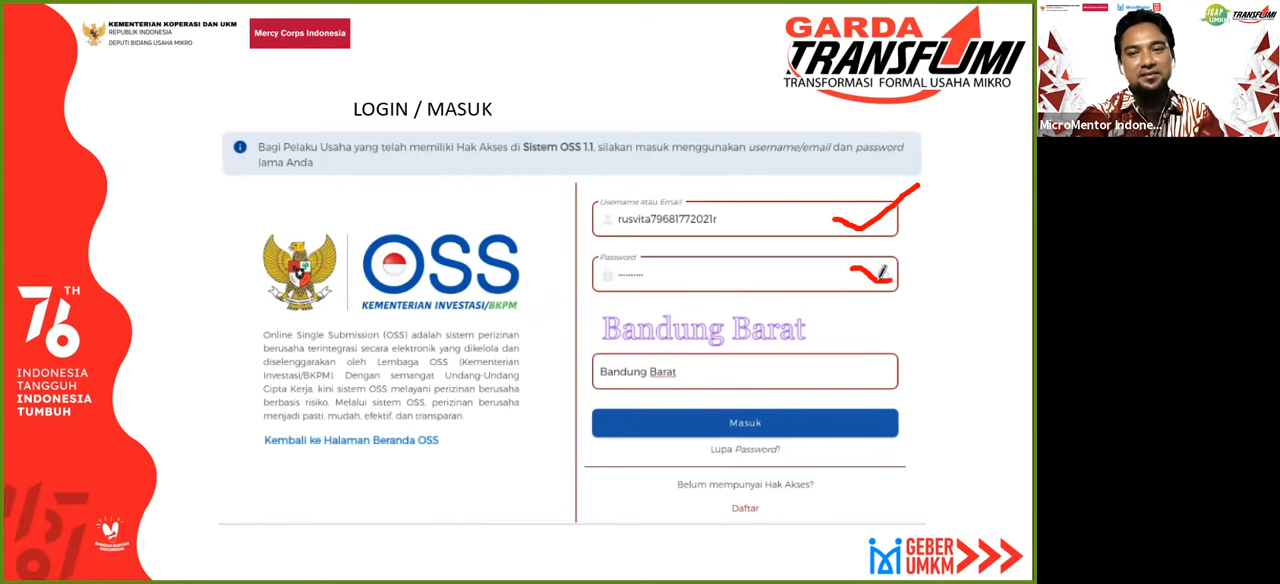 KEMENTERIAN KOPERASI DAN UKM
REPUBLIK INDONESIA
DEPUTI BIDANG USAHA MIKRO
Mercy Corps Indonesia
GARDA
TRANSFUMI
TRANSFORMASI FORMAL USAHA MIKRO
LOGIN / MASUK
Bagi Pelaku Usaha yang telah memiliki Hak Akses di Sistem OSS 1.1, silakan masuk menggunakan username/email dan password
lama Anda
OSS
KEMENTERIAN INVESTASI/BKPM
Online Single Submission (OSS) adalah sistem perizinan
berusaha terintegrasi secara elektronik yang dikelola dan
diselenggarakan oleh Lembaga OSS (Kementerian
Investasi/BKPM). Dengan semangat Undang-Undang
Cipta Kerja, kini sistem OSS melayani perizinan berusaha
berbasis risiko. Melalui sistem OSS, perizinan berusaha
menjadi pasti, mudah, efektif, dan transparan.
Kembali ke Halaman Beranda OSS
Username atau Email
rusvita79681772021r
Password
Bandung Barat
Bandung Barat
Masuk
Lupa Password?
Belum mempunyai Hak Akses?
Daftar
76TH
INDONESIA
TANGGUH
INDONESIA
TUMBUH
BANGGA BUATAN
INDONESIA
GEBER
UMKM
TRANSFUMI
MicroMentor Indone...